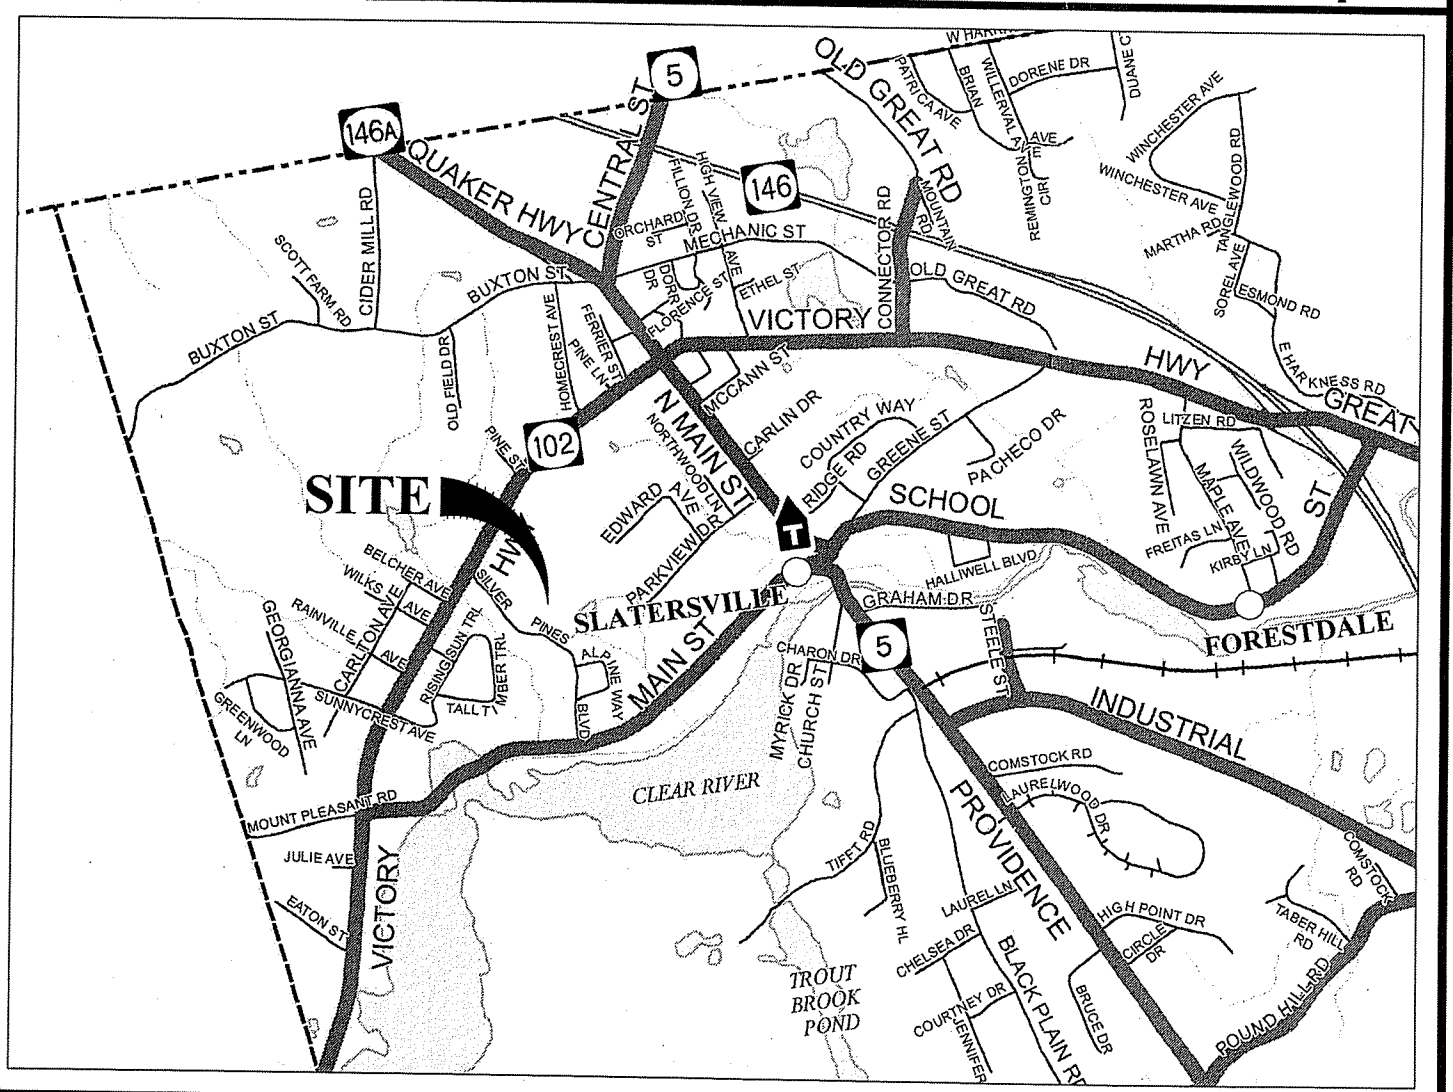 W HARR
OLD GREAT RD
PATRICA AVE
BRIAN
WILLERVAL AVE
DORENE DR
DUANE C
5
146A
QUAKER HWY
CENTRAL ST
146
WINCHESTER AVE
WINCHESTER AVE
TANGLEWOOD RD
MARTHA RD
REMINGTON CIR
CIDER MILL RD
SCOTT FARM RD
ORCHARD ST
FILLION DR
HIGH VIEW AVE
MECHANIC ST
CONNECTOR RD
MOUNTAIN RD
OLD GREAT RD
SOREL AVE
ESMOND RD
E HARKNESS RD
BUXTON ST
BUXTON ST
DORR DR
FLORENCE ST
ETHEL ST
VICTORY
HWY
GREAT
OLD FIELD DR
HOMECREST AVE
FERRIER ST
PINE LN
MCCANN ST
N MAIN ST
NORTHWOOD LN
CARLIN DR
COUNTRY WAY
RIDGE RD
GREENE ST
PACHECO DR
ROSELAWN AVE
LITZEN RD
WILDWOOD RD
MAPLE AVE
FREITAS LN
KIRBY LN
PINE ST
102
SITE
EDWARD AVE
PARKVIEW DR
T
SCHOOL
ST
HALLIWELL BLVD
HWY
BELCHER AVE
WILKS AVE
SILVER
PINES
BLVD
SLATERSVILLE
GRAHAM DR
STEELE ST
FORESTDALE
RAINVILLE AVE
CARLTON AVE
GEORGIANNA AVE
RISING SUN TRL
TALL TIMBER TRL
ALPINE WAY
MAIN ST
CHARON DR
5
MYRICK DR
CHURCH ST
GREENWOOD LN
SUNNYCREST AVE
INDUSTRIAL
MOUNT PLEASANT RD
CLEAR RIVER
COMSTOCK RD
LAURELWOOD DR
PROVIDENCE
JULIE AVE
TIFFT RD
BLUEBERRY HL
COMSTOCK RD
EATON ST
VICTORY
LAUREL LN
HIGH POINT DR
CIRCLE DR
TABER HILL RD
CHELSEA DR
BLACK PLAIN RD
TROUT
BROOK
POND
COURTNEY DR
JENNIFER
BRUCE DR
POUND HILL RD